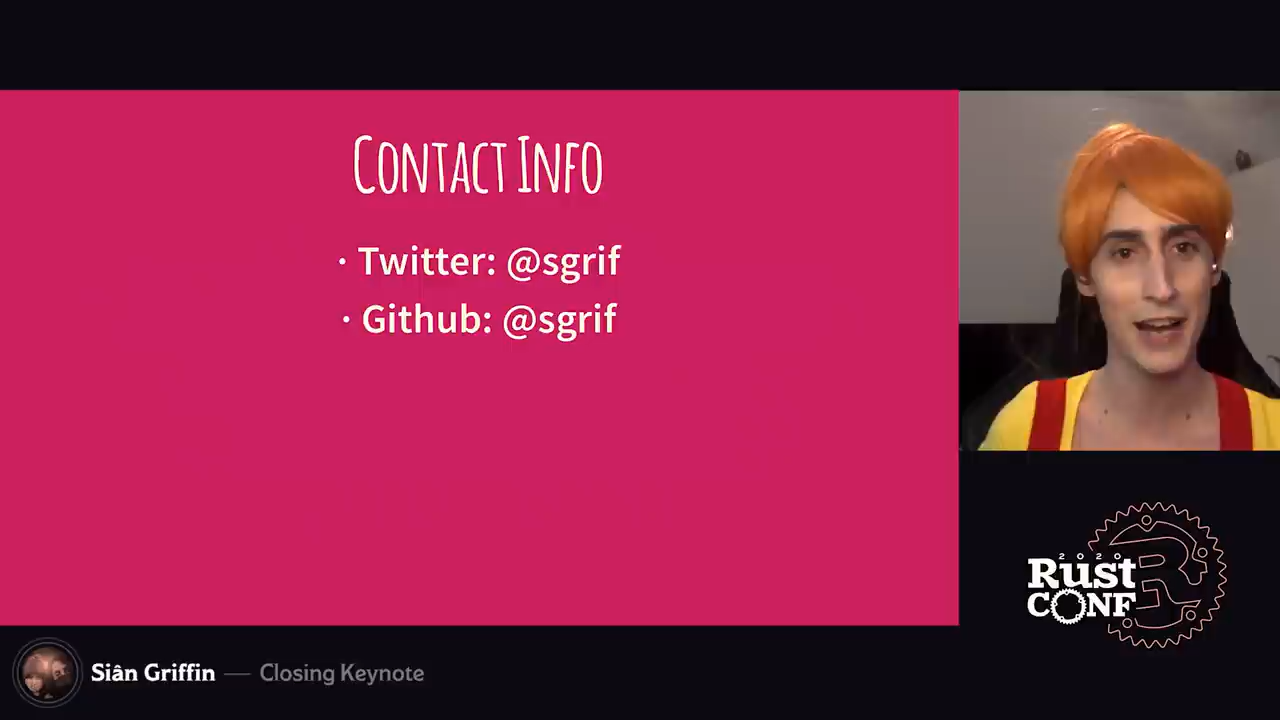 Contact Info
· Twitter: @sgrif
· Github: @sgrif
2020
Rust
CONF
R
Siân Griffin — Closing Keynote